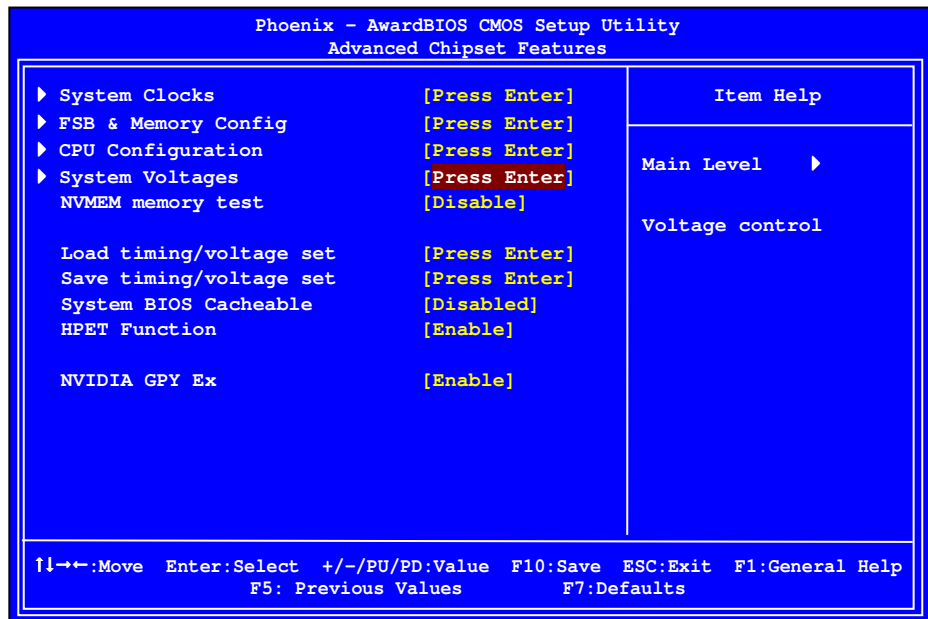 Phoenix – AwardBIOS CMOS Setup Utility
Advanced Chipset Features
System Clocks [Press Enter]
FSB & Memory Config [Press Enter]
CPU Configuration [Press Enter]
System Voltages [Press Enter]
NVMEM memory test [Disable]
Load timing/voltage set [Press Enter]
Save timing/voltage set [Press Enter]
System BIOS Cacheable [Disabled]
HPET Function [Enable]
NVIDIA GPY Ex [Enable]
Item Help
Main Level
Voltage control
↑↓→←:Move Enter:Select +/-/PU/PD:Value F10:Save ESC:Exit F1:General Help
F5: Previous Values F7:Defaults